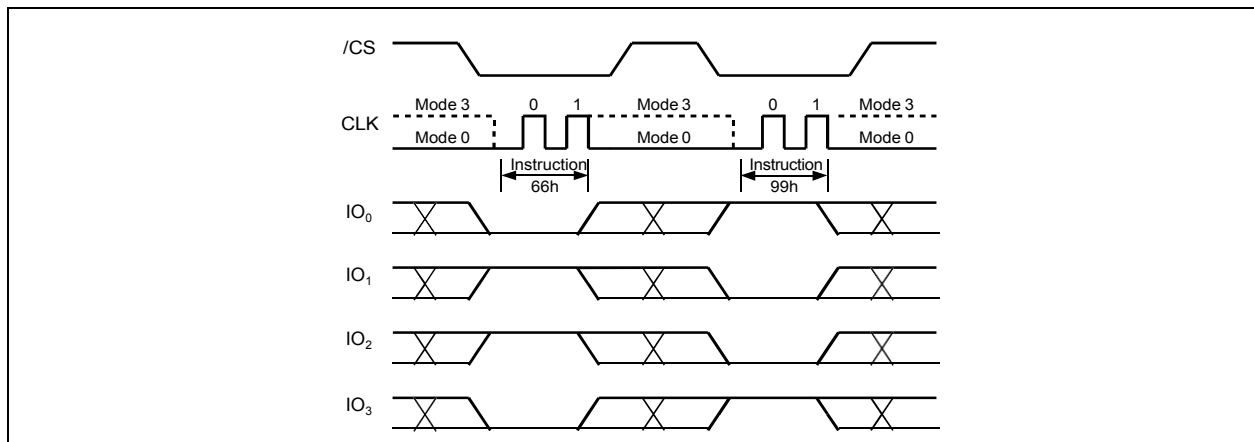 /CS
Mode 3 0 1 Mode 3 0 1 Mode 3
CLK
Mode 0 Mode 0 Mode 0
Instruction Instruction
66h 99h
IO₀
IO₁
IO₂
IO₃